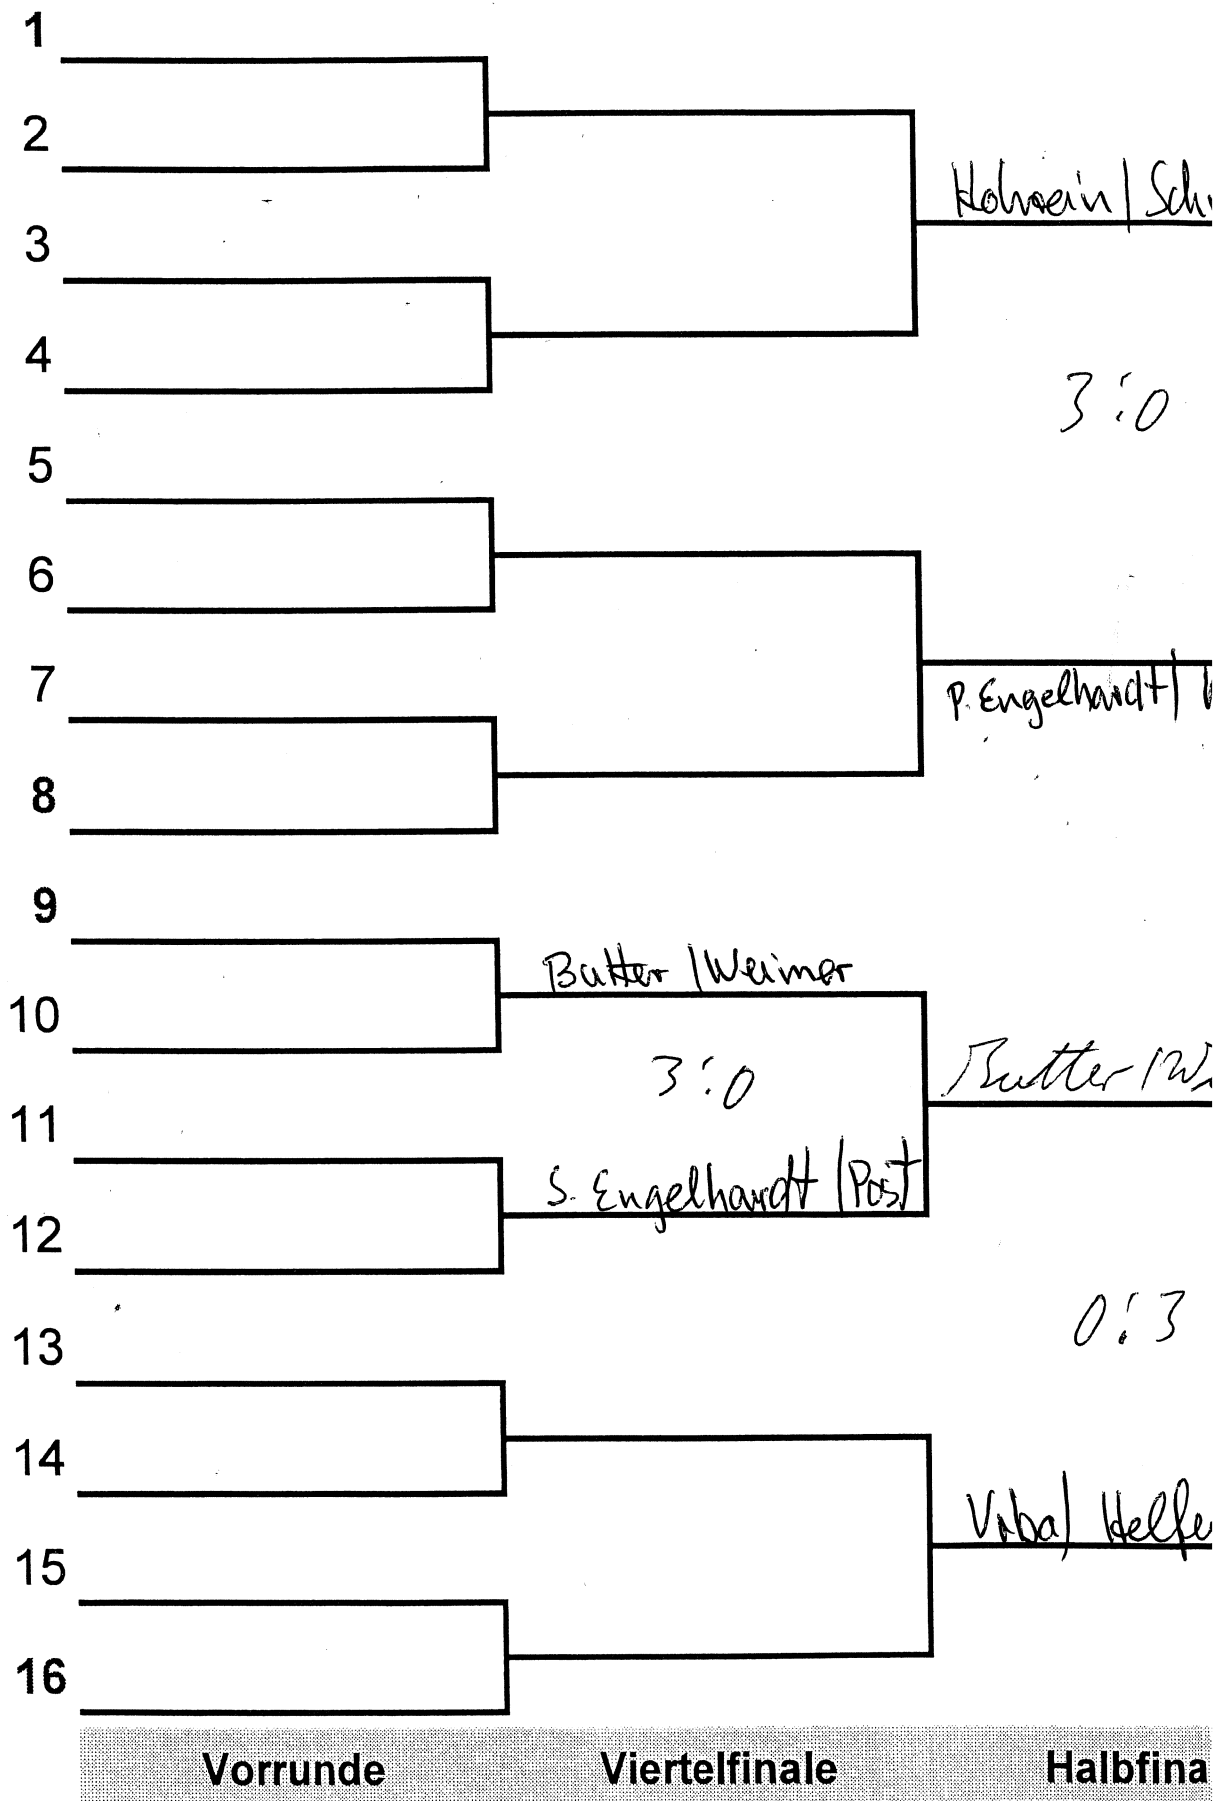 1
2
Hohsein / Sch
3
4
3:0
5
6
7
P. Engelhardt /
8
9
Butter / Weimer
10
3:0
Butter / W
11
S. Engelhardt / Post
12
0:3
13
14
Vrba / Helfe
15
16
Vorrunde Viertelfinale Halbfina